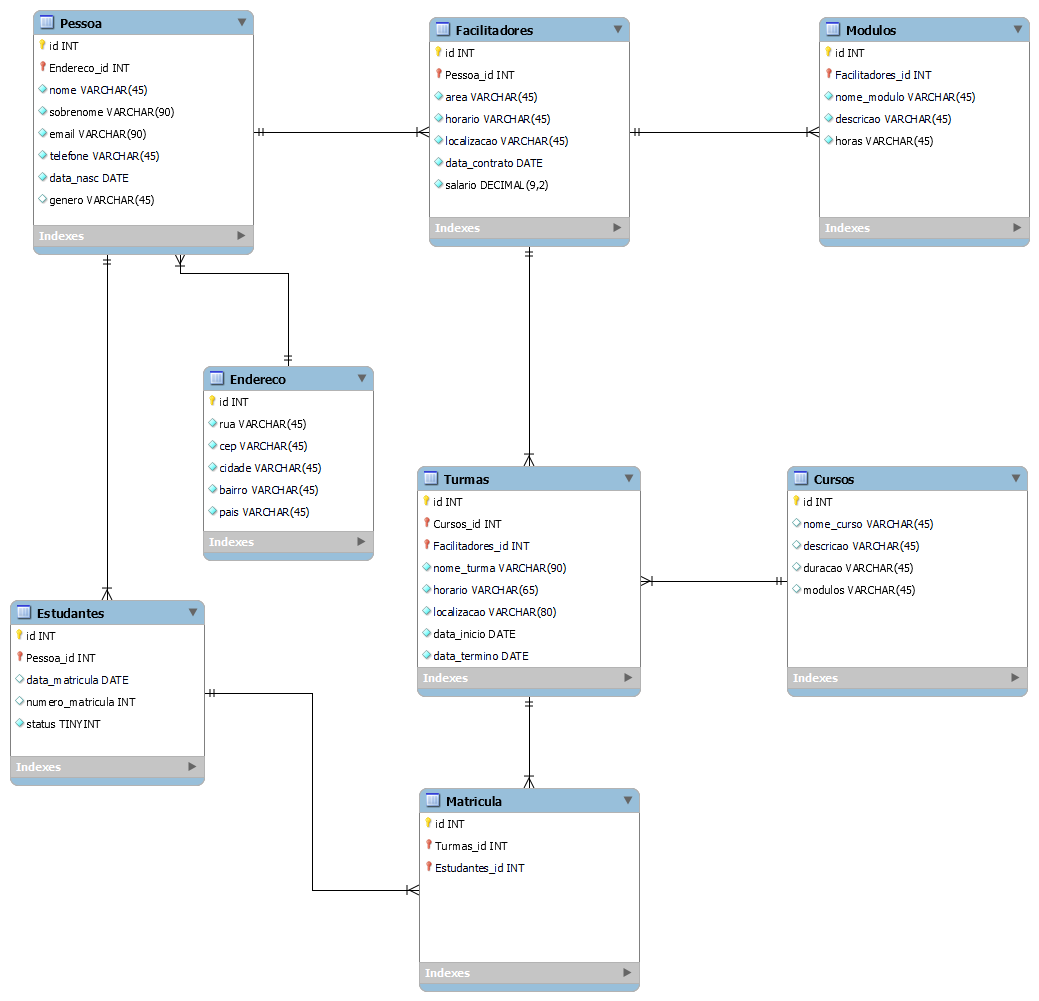 Pessoa
id INT
Endereco_id INT
nome VARCHAR(45)
sobrenome VARCHAR(90)
email VARCHAR(90)
telefone VARCHAR(45)
data_nasc DATE
genero VARCHAR(45)
Indexes
Facilitadores
id INT
Pessoa_id INT
area VARCHAR(45)
horario VARCHAR(45)
localizacao VARCHAR(45)
data_contrato DATE
salario DECIMAL(9,2)
Indexes
Modulos
id INT
Facilitadores_id INT
nome_modulo VARCHAR(45)
descricao VARCHAR(45)
horas VARCHAR(45)
Indexes
Endereco
id INT
rua VARCHAR(45)
cep VARCHAR(45)
cidade VARCHAR(45)
bairro VARCHAR(45)
pais VARCHAR(45)
Indexes
Turmas
id INT
Cursos_id INT
Facilitadores_id INT
nome_turma VARCHAR(90)
horario VARCHAR(65)
localizacao VARCHAR(80)
data_inicio DATE
data_termino DATE
Indexes
Cursos
id INT
nome_curso VARCHAR(45)
descricao VARCHAR(45)
duracao VARCHAR(45)
modulos VARCHAR(45)
Indexes
Estudantes
id INT
Pessoa_id INT
data_matricula DATE
numero_matricula INT
status TINYINT
Indexes
Matricula
id INT
Turmas_id INT
Estudantes_id INT
Indexes